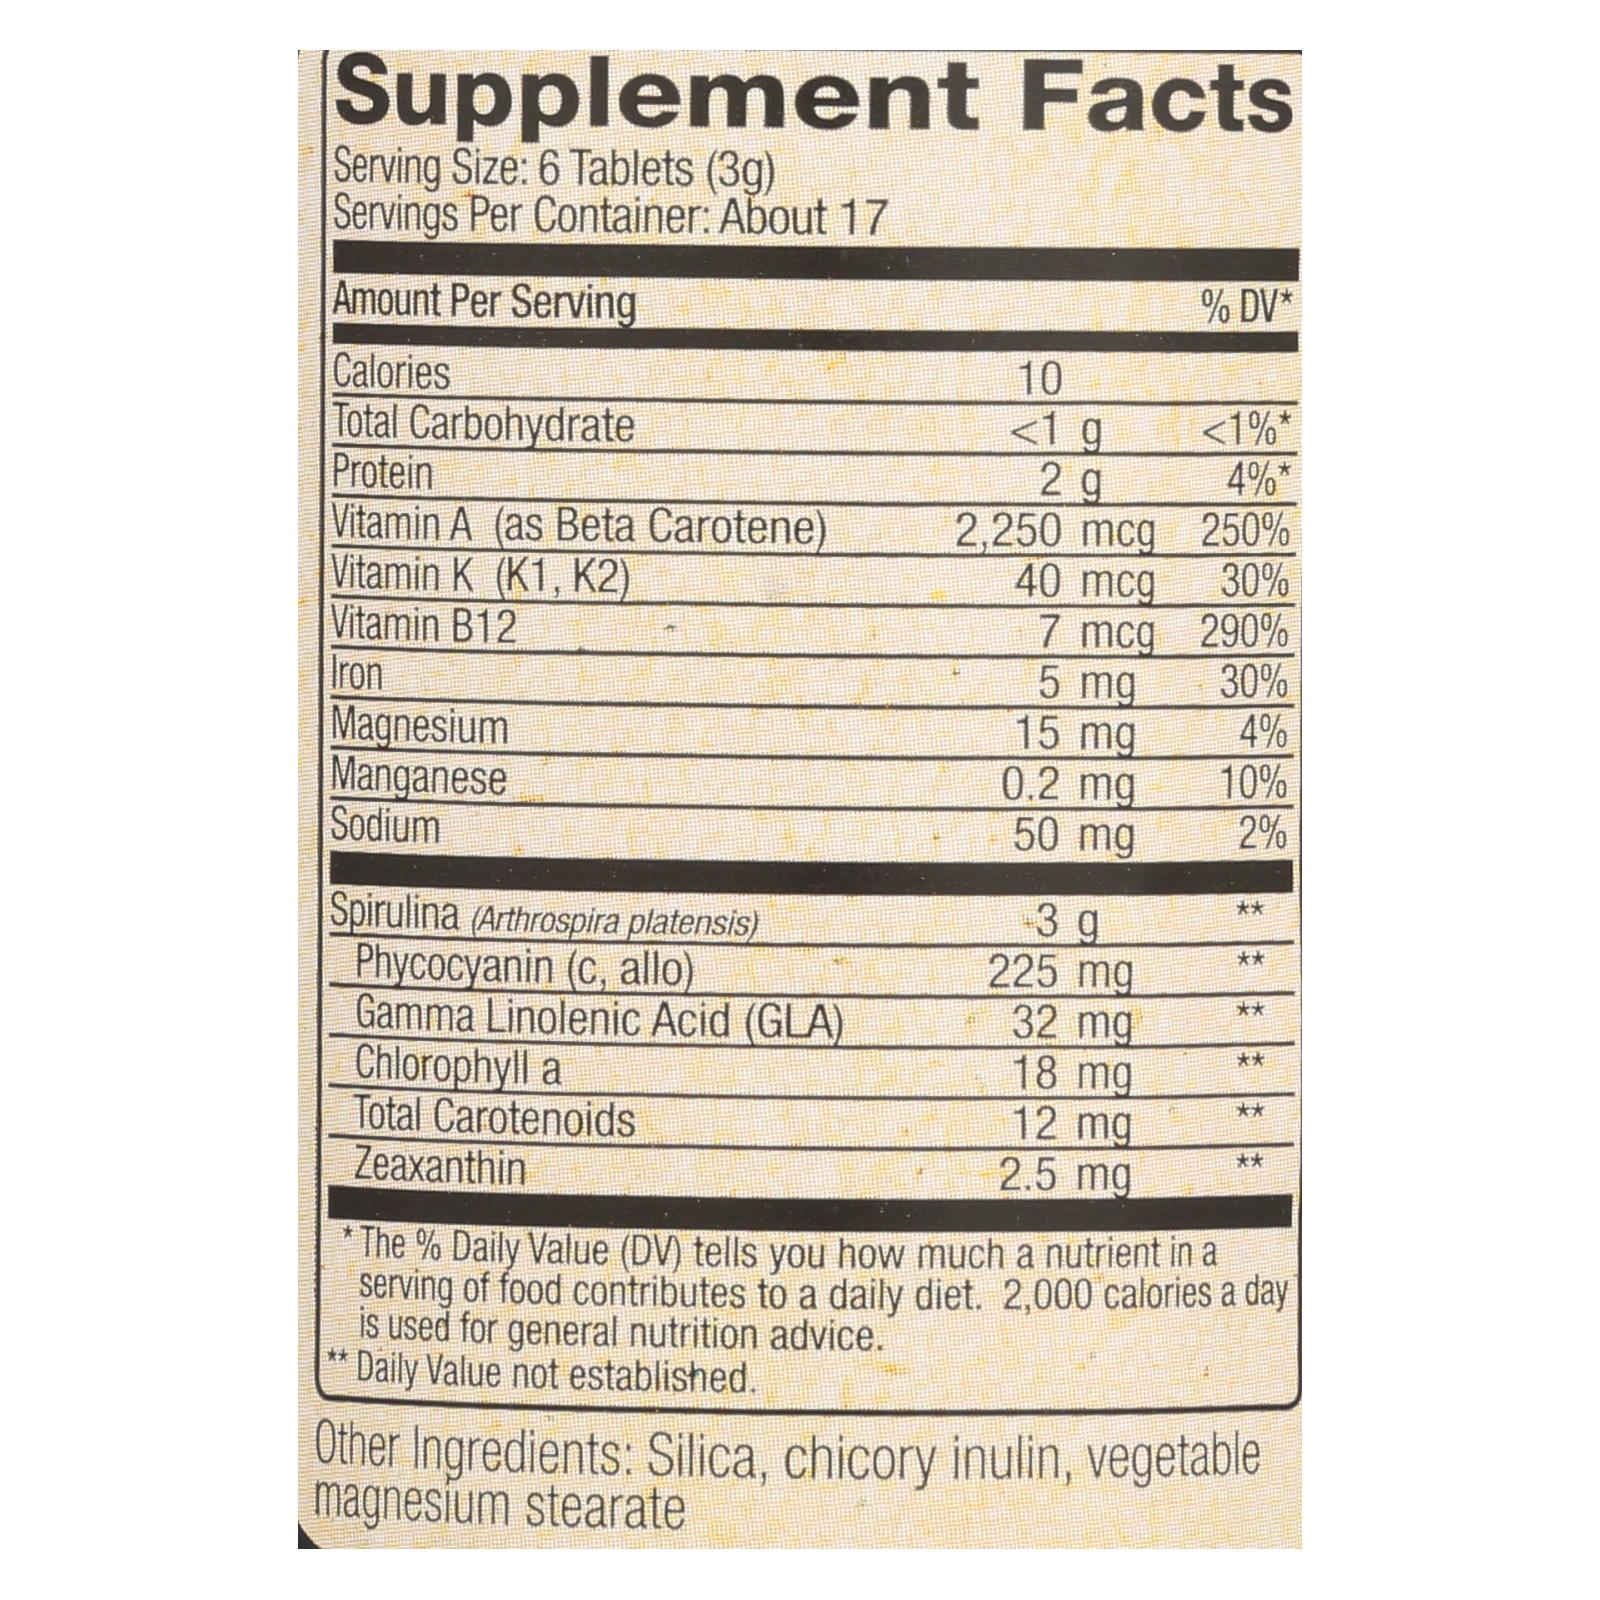 Supplement Facts
Serving Size: 6 Tablets (3g)
Servings Per Container: About 17
Amount Per Serving % DV*
Calories 10
Total Carbohydrate <1 g <1%*
Protein 2 g 4%*
Vitamin A (as Beta Carotene) 2,250 mcg 250%
Vitamin K (K1, K2) 40 mcg 30%
Vitamin B12 7 mcg 290%
Iron 5 mg 30%
Magnesium 15 mg 4%
Manganese 0.2 mg 10%
Sodium 50 mg 2%
Spirulina (Arthrospira platensis) 3 g **
Phycocyanin (c, allo) 225 mg **
Gamma Linolenic Acid (GLA) 32 mg **
Chlorophyll a 18 mg **
Total Carotenoids 12 mg **
Zeaxanthin 2.5 mg **
* The % Daily Value (DV) tells you how much a nutrient in a
serving of food contributes to a daily diet. 2,000 calories a day
is used for general nutrition advice.
** Daily Value not established.
Other Ingredients: Silica, chicory inulin, vegetable
magnesium stearate